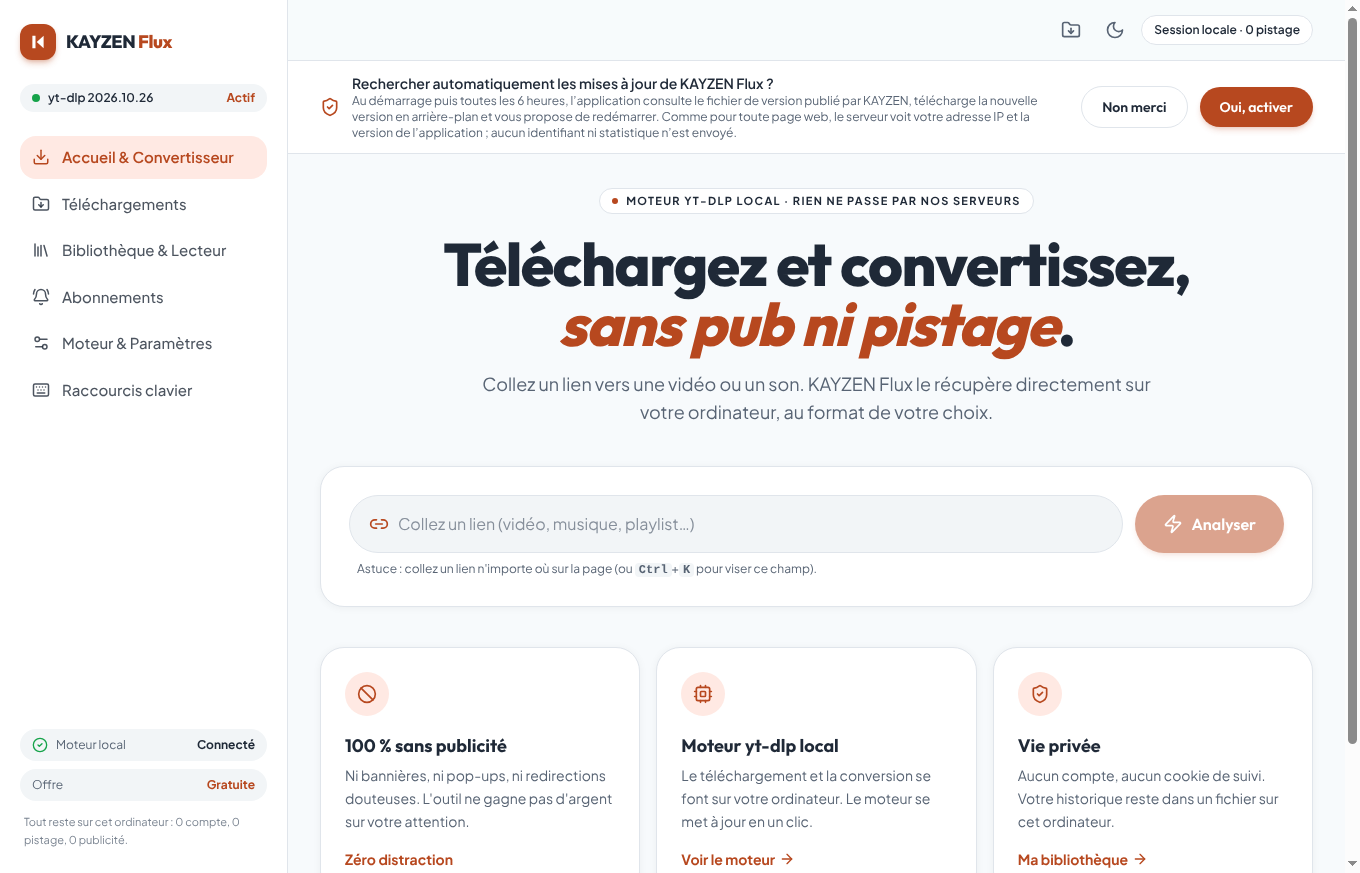 KAYZEN Flux
yt-dlp 2026.10.26
Actif
Accueil & Convertisseur
Téléchargements
Bibliothèque & Lecteur
Abonnements
Moteur & Paramètres
Raccourcis clavier
Moteur local
Connecté
Offre
Gratuite
Tout reste sur cet ordinateur : 0 compte, 0
pistage, 0 publicité.
Session locale · 0 pistage
Rechercher automatiquement les mises à jour de KAYZEN Flux ?
Au démarrage puis toutes les 6 heures, l'application consulte le fichier de version publié par KAYZEN, télécharge la nouvelle
version en arrière-plan et vous propose de redémarrer. Comme pour toute page web, le serveur voit votre adresse IP et la
version de l'application ; aucun identifiant ni statistique n'est envoyé.
Non merci
Oui, activer
MOTEUR YT-DLP LOCAL · RIEN NE PASSE PAR NOS SERVEURS
Téléchargez et convertissez,
sans pub ni pistage.
Collez un lien vers une vidéo ou un son. KAYZEN Flux le récupère directement sur
votre ordinateur, au format de votre choix.
Collez un lien (vidéo, musique, playlist…)
Analyser
Astuce : collez un lien n'importe où sur la page (ou Ctrl + K pour viser ce champ).
100 % sans publicité
Ni bannières, ni pop-ups, ni redirections
douteuses. L'outil ne gagne pas d'argent
sur votre attention.
Zéro distraction
Moteur yt-dlp local
Le téléchargement et la conversion se
font sur votre ordinateur. Le moteur se
met à jour en un clic.
Voir le moteur →
Vie privée
Aucun compte, aucun cookie de suivi.
Votre historique reste dans un fichier sur
cet ordinateur.
Ma bibliothèque →